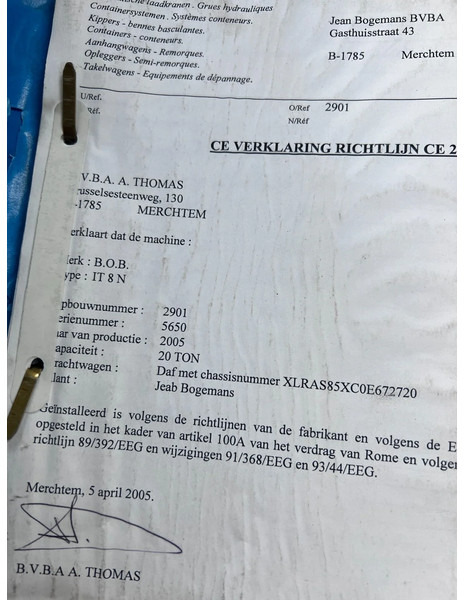 laadkranen . Grues hydrauliques
Containersystemen . Systèmes conteneurs.
Kippers - bennes basculantes.
Containers - conteneurs.
Aanhangwagens - Remorques.
Opleggers - Semi-remorques.
Takelwagens - Equipements de dépannage.
Jean Bogemans BVBA
Gasthuisstraat 43
B-1785 Merchtem
U/Ref.
Réf.
O/Ref 2901
N/Réf
CE VERKLARING RICHTLIJN CE 2
V.B.A. A. THOMAS
usselsesteenweg, 130
-1785 MERCHTEM
erklaart dat de machine :
erk : B.O.B.
ype : IT 8 N
pbouwnummer : 2901
erienummer : 5650
aar van productie : 2005
apaciteit : 20 TON
rachtwagen : Daf met chassisnummer XLRAS85XC0E672720
lant : Jeab Bogemans
Geïnstalleerd is volgens de richtlijnen van de fabrikant en volgens de E
opgesteld in het kader van artikel 100A van het verdrag van Rome en volgen
richtlijn 89/392/EEG en wijzigingen 91/368/EEG en 93/44/EEG.
Merchtem, 5 april 2005.
B.V.B.A A. THOMAS